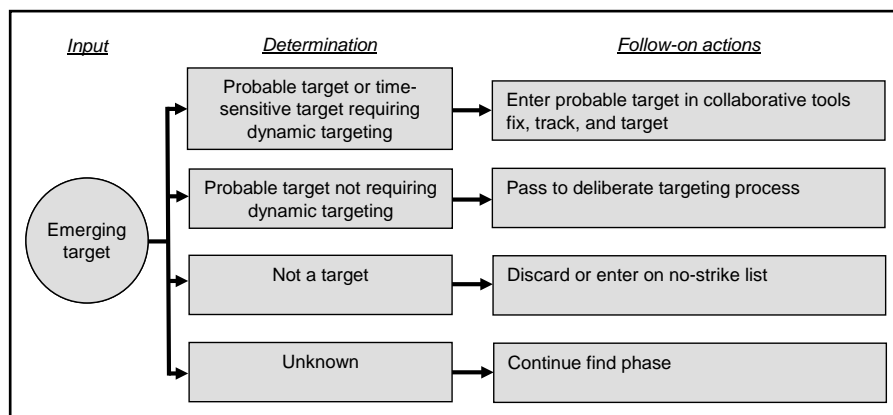 Input
Determination
Follow-on actions
Emerging
target
Probable target or time-
sensitive target requiring
dynamic targeting
Enter probable target in collaborative tools
fix, track, and target
Probable target not requiring
dynamic targeting
Pass to deliberate targeting process
Not a target
Discard or enter on no-strike list
Unknown
Continue find phase